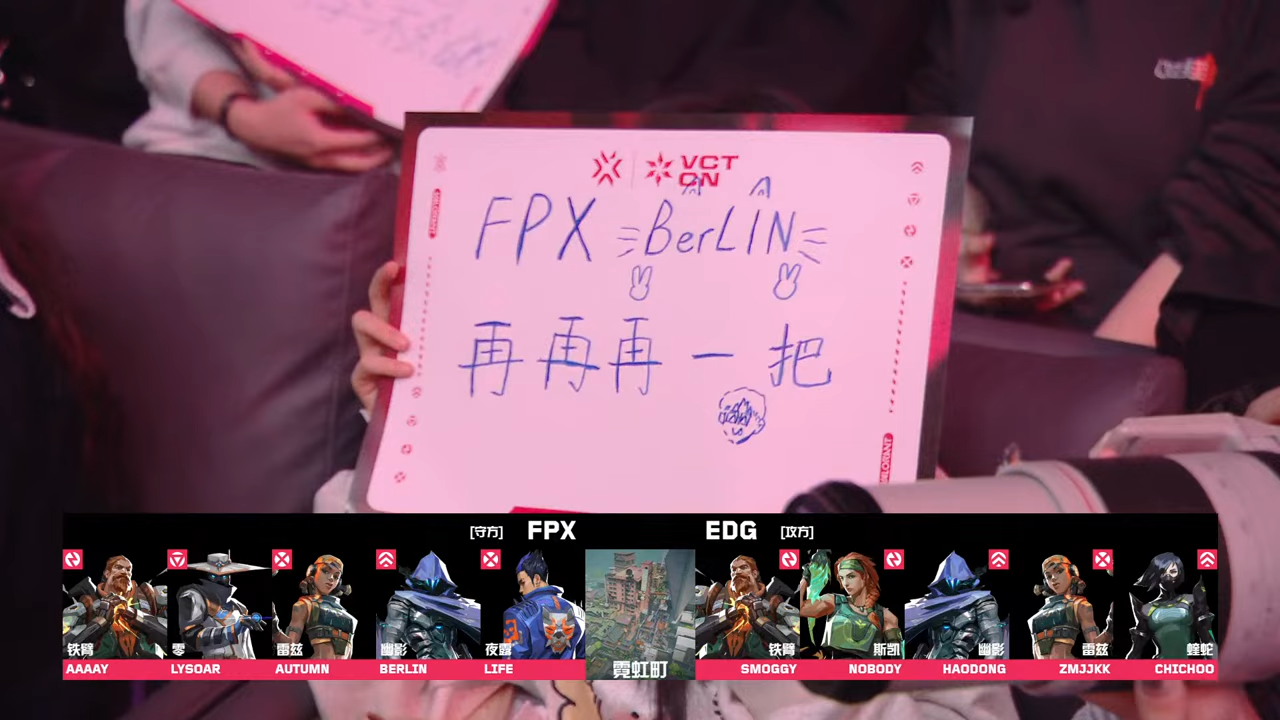 VCT
CN
FPX BerLIN
再再再一把
VALORANT
[守方] FPX EDG [攻方]
铁臂 零 雷兹 幽影 夜露 霓虹町 铁臂 斯凯 幽影 雷兹 蝰蛇
AAAAY LYSOAR AUTUMN BERLIN LIFE SMOGGY NOBODY HAODONG ZMJJKK CHICHOO